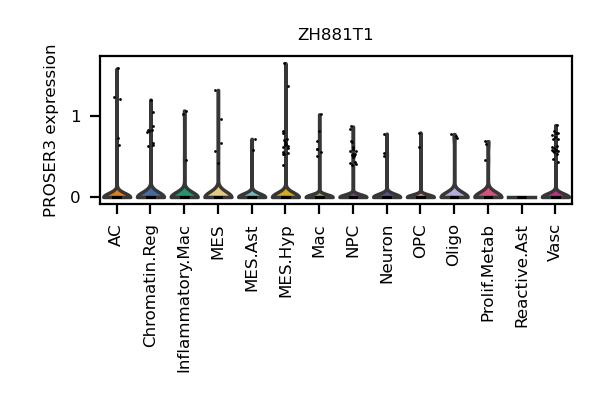 ZH881T1
PROSER3 expression
1
0
AC
Chromatin.Reg
Inflammatory.Mac
MES
MES.Ast
MES.Hyp
Mac
NPC
Neuron
OPC
Oligo
Prolif.Metab
Reactive.Ast
Vasc